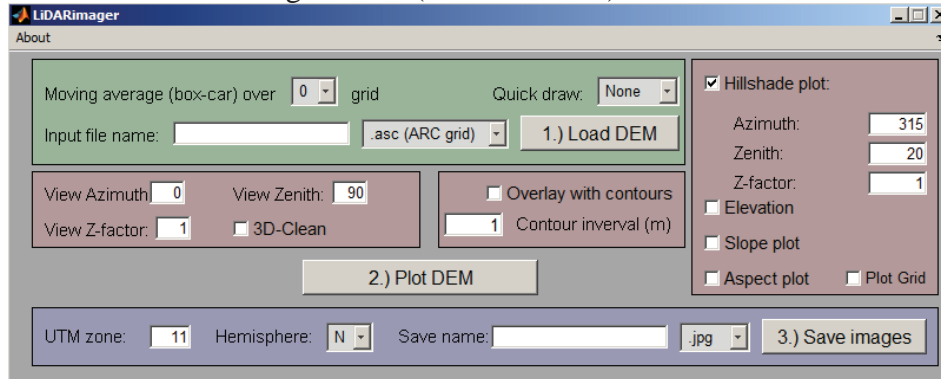 LiDARimager
About
Moving average (box-car) over 0 grid Quick draw: None
Input file name: .asc (ARC grid) 1.) Load DEM
Hillshade plot:
Azimuth: 315
Zenith: 20
Z-factor: 1
Elevation
Slope plot
Aspect plot Plot Grid
View Azimuth 0 View Zenith: 90
View Z-factor: 1 3D-Clean
Overlay with contours
1 Contour inverval (m)
2.) Plot DEM
UTM zone: 11 Hemisphere: N Save name: .jpg 3.) Save images